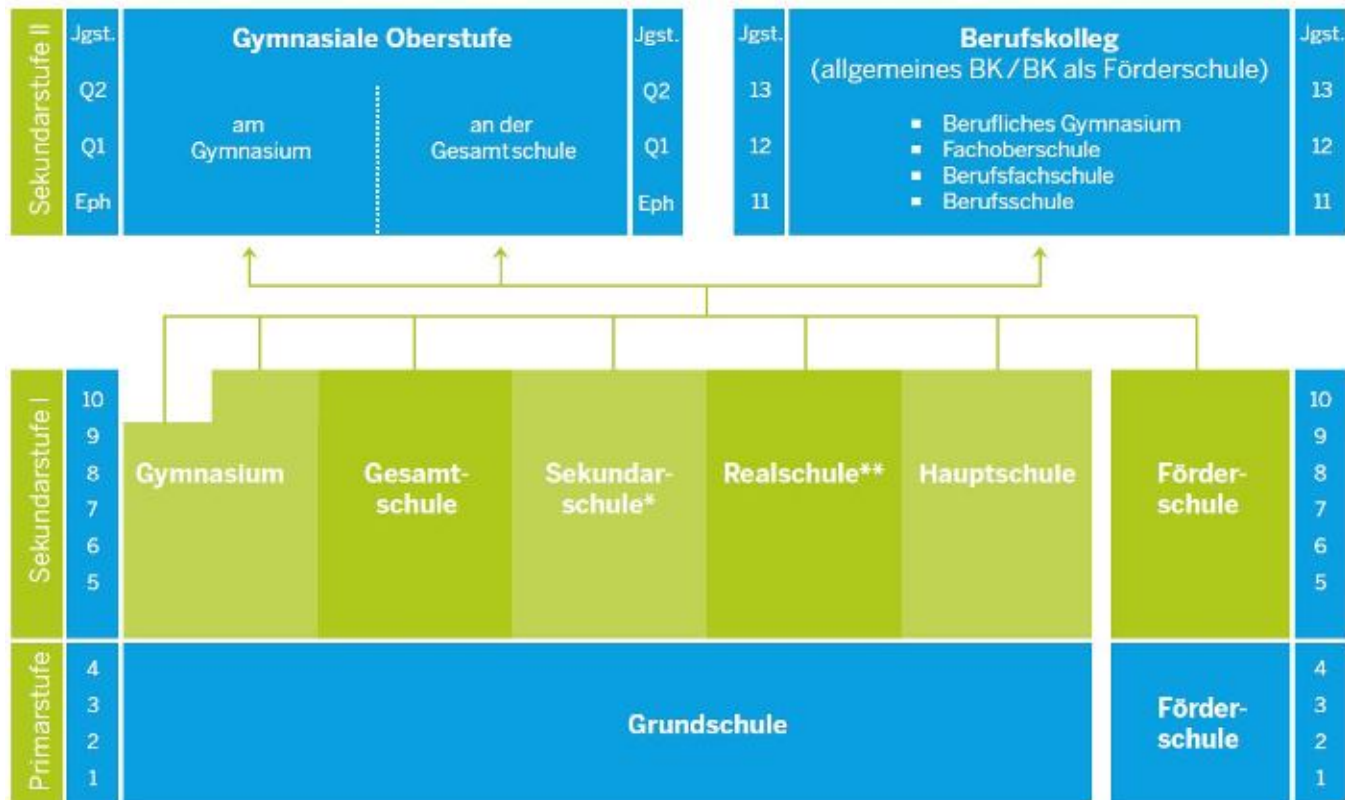 Sekundarstufe II
Jgst.
Q2
Q1
Eph
Gymnasiale Oberstufe
am
Gymnasium
an der
Gesamtschule
Jgst.
Q2
Q1
Eph
Jgst.
13
12
11
Berufskolleg
(allgemeines BK/BK als Förderschule)
▪ Berufliches Gymnasium
▪ Fachoberschule
▪ Berufsfachschule
▪ Berufsschule
Jgst.
13
12
11
Sekundarstufe I
10
9
8
7
6
5
Gymnasium
Gesamt-
schule
Sekundar-
schule*
Realschule**
Hauptschule
Förder-
schule
10
9
8
7
6
5
Primarstufe
4
3
2
1
Grundschule
Förder-
schule
4
3
2
1